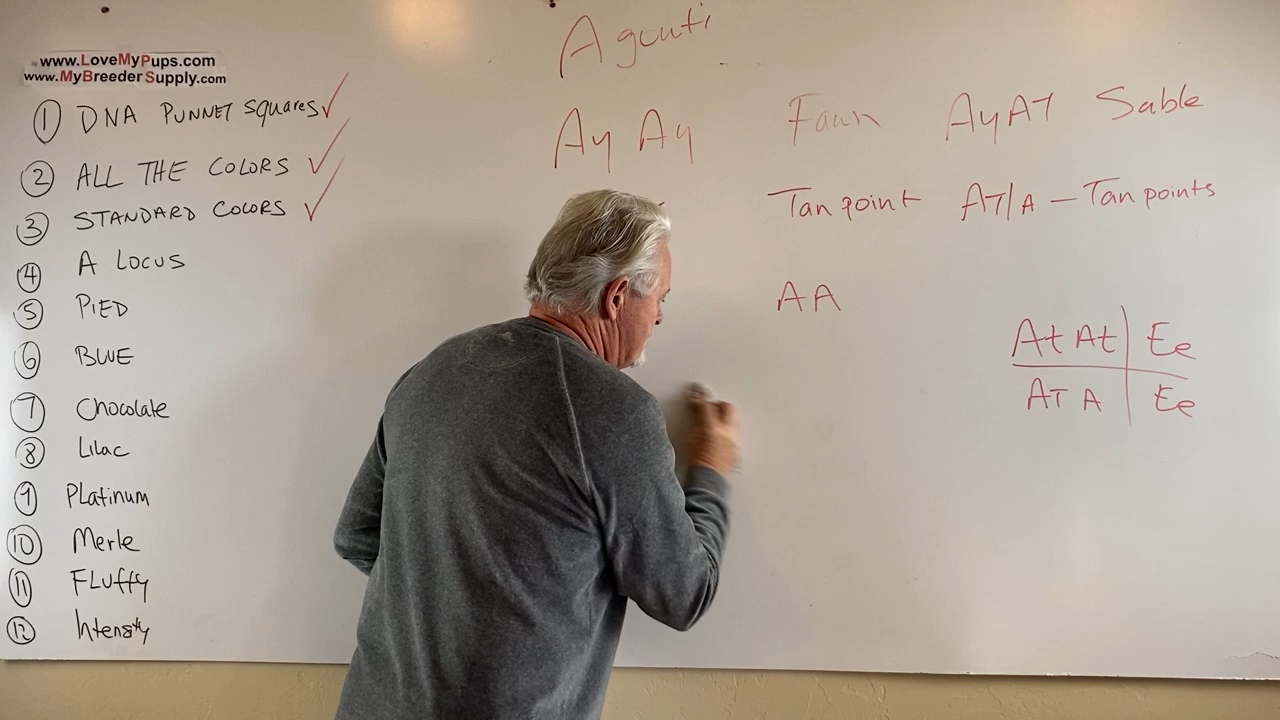 www.LoveMyPups.com
www.MyBreederSupply.com
① DNA PUNNET SQUARES ✓
② ALL THE COLORS ✓
③ STANDARD COLORS ✓
④ A LOCUS
⑤ PIED
⑥ BLUE
⑦ Chocolate
⑧ Lilac
⑨ Platinum
⑩ Merle
⑪ FLuffy
⑫ Intensity
Agouti
Ay Ay Fawn AyAT Sable
Tan point AT/A - Tan points
AA
At At Ee
AT A Ee